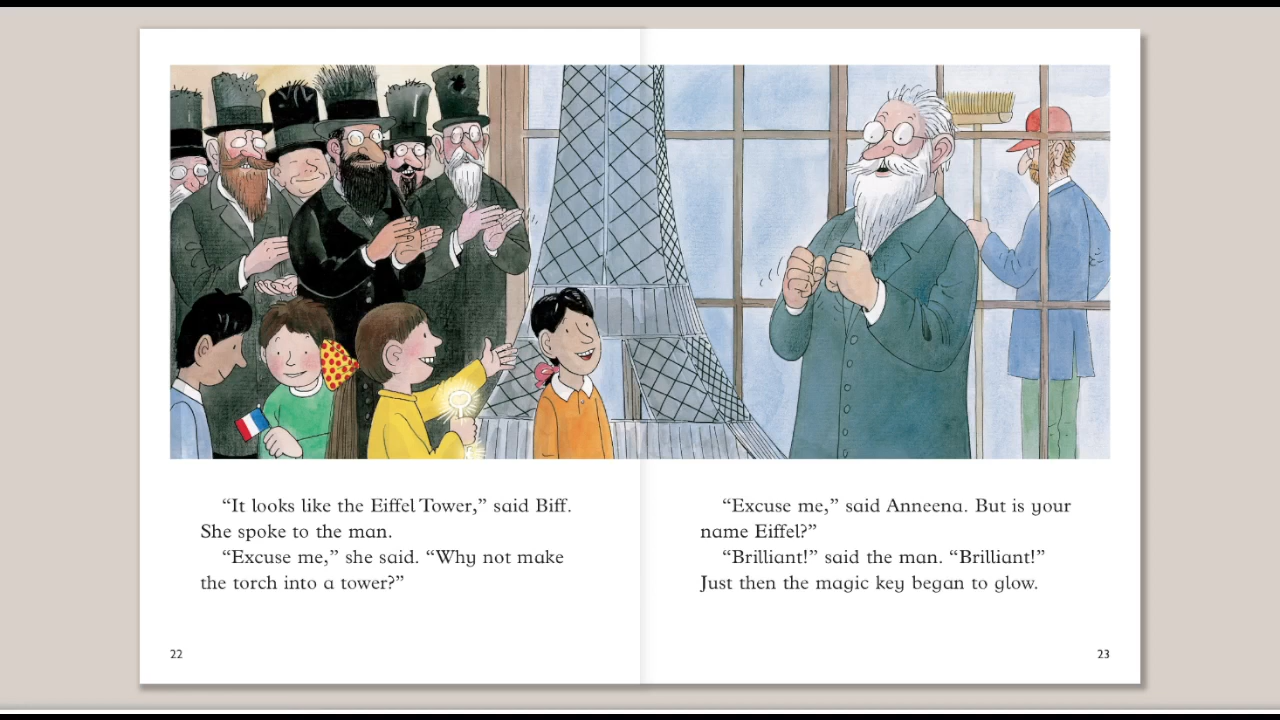 “It looks like the Eiffel Tower,” said Biff.
She spoke to the man.
“Excuse me,” she said. “Why not make
the torch into a tower?”
22
“Excuse me,” said Anneena. But is your
name Eiffel?”
“Brilliant!” said the man. “Brilliant!”
Just then the magic key began to glow.
23